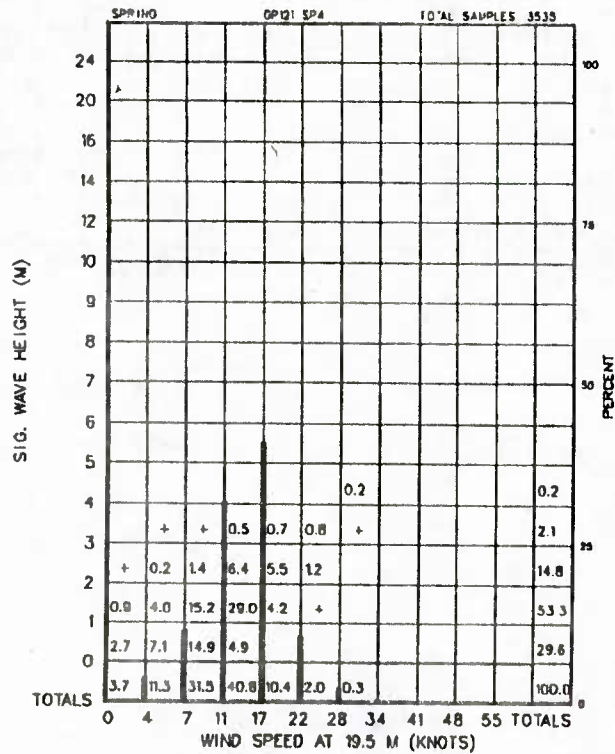 SPRING GP121 SP4 TOTAL SAMPLES 3535
24
20
16
14
12
10
9
8
7
6
5
4
3
2
1
0
TOTALS
SIG. WAVE HEIGHT (M)
100
75
50
25
0
PERCENT
0.2 0.2
+ + 0.5 0.7 0.8 + 2.1
+ 0.2 1.4 6.4 5.5 1.2 14.8
0.9 4.0 15.2 29.0 4.2 + 53.3
2.7 7.1 14.9 4.9 29.6
3.7 11.3 31.5 40.8 10.4 2.0 0.3 100.0
0 4 7 11 17 22 28 34 41 48 55 TOTALS
WIND SPEED AT 19.5 M (KNOTS)